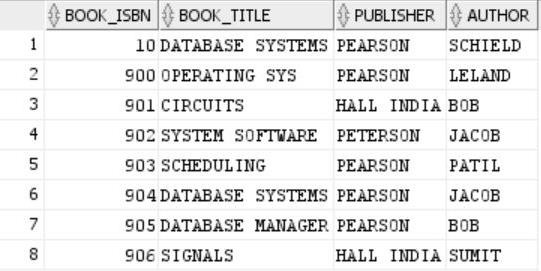 BOOK_ISBN BOOK_TITLE PUBLISHER AUTHOR
1 10 DATABASE SYSTEMS PEARSON SCHIELD
2 900 OPERATING SYS PEARSON LELAND
3 901 CIRCUITS HALL INDIA BOB
4 902 SYSTEM SOFTWARE PETERSON JACOB
5 903 SCHEDULING PEARSON PATIL
6 904 DATABASE SYSTEMS PEARSON JACOB
7 905 DATABASE MANAGER PEARSON BOB
8 906 SIGNALS HALL INDIA SUMIT